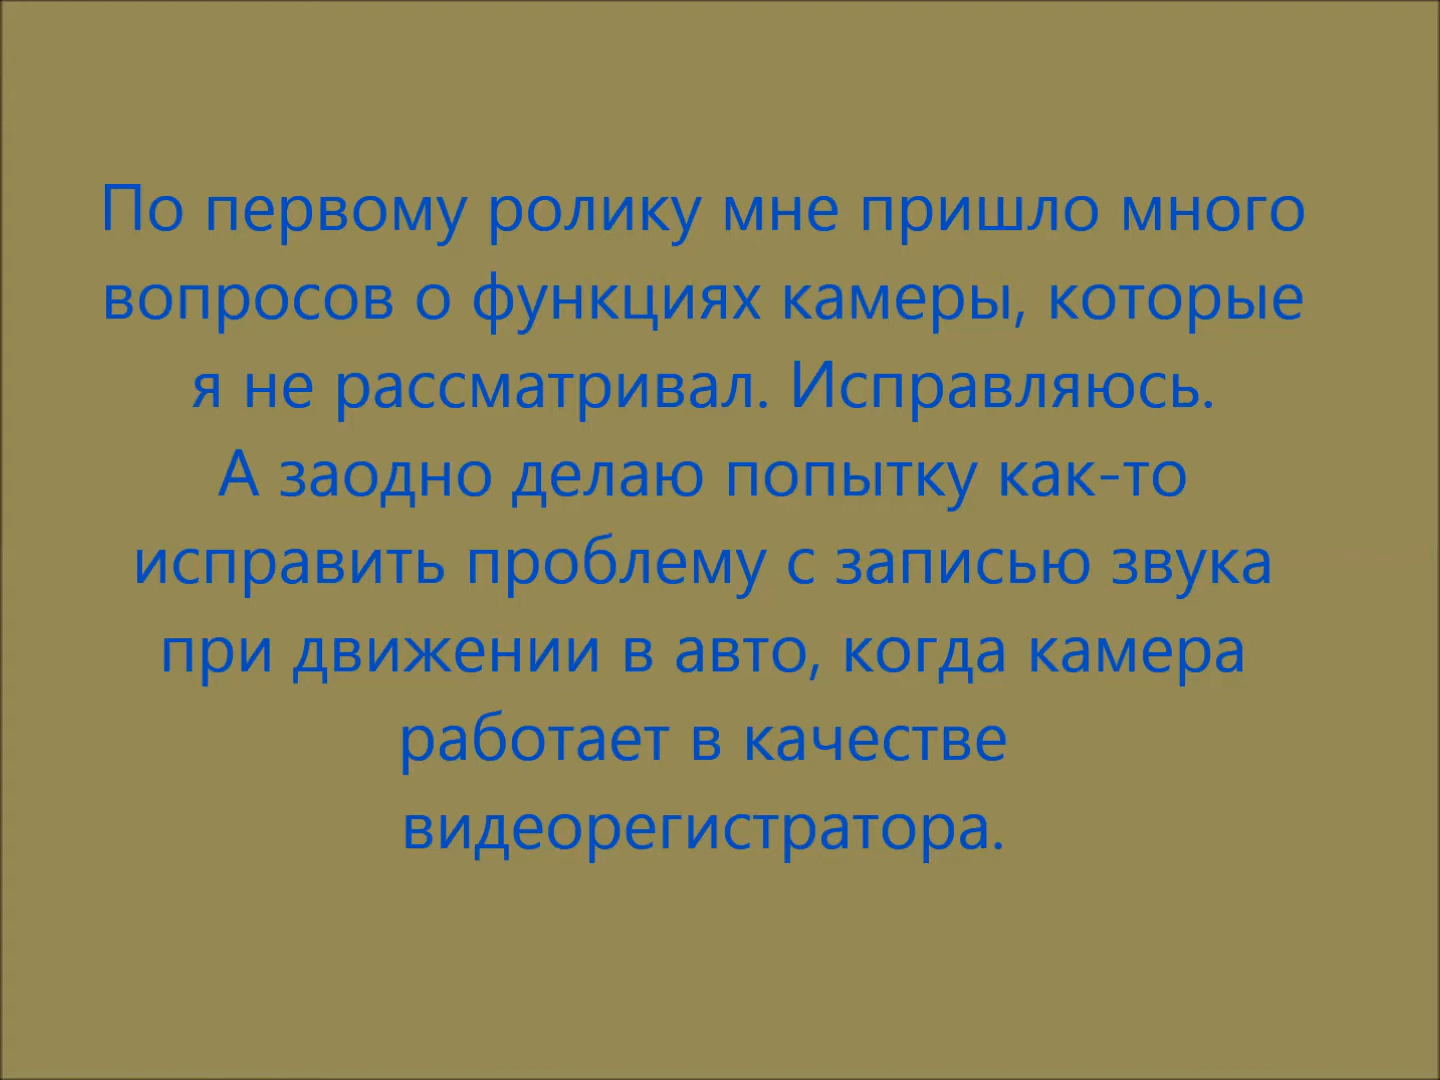 По первому ролику мне пришло много
вопросов о функциях камеры, которые
я не рассматривал. Исправляюсь.
А заодно делаю попытку как-то
исправить проблему с записью звука
при движении в авто, когда камера
работает в качестве
видеорегистратора.